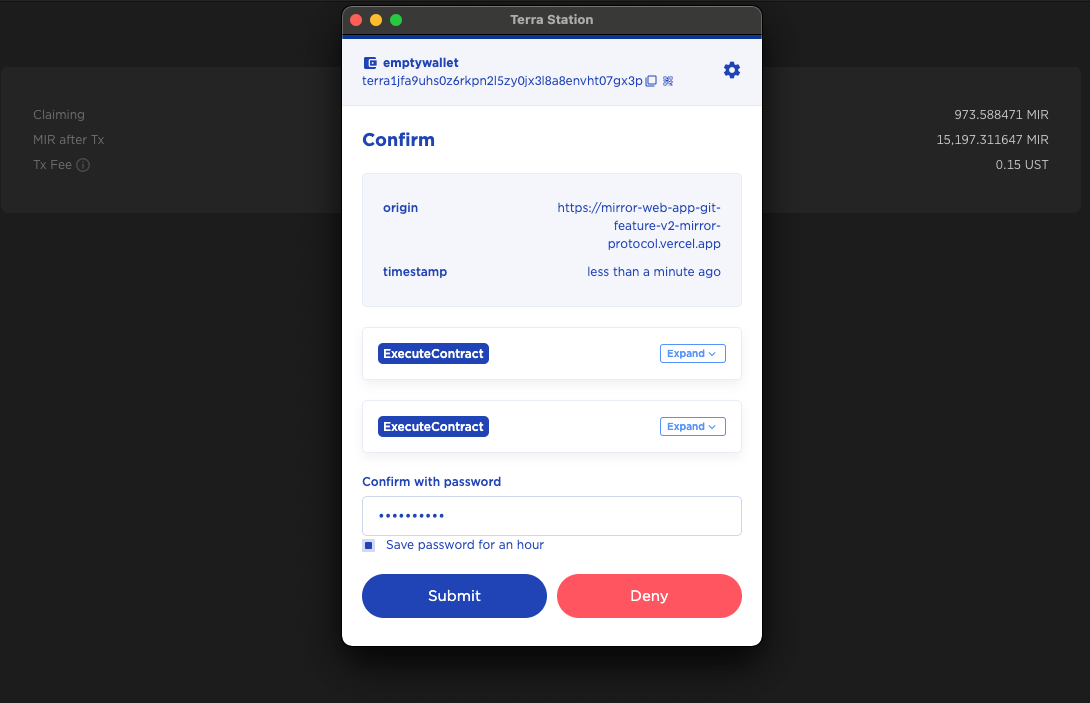 Terra Station
emptywallet
terra1jfa9uhs0z6rkpn2l5zy0jx3l8a8envht07gx3p
Confirm
origin
https://mirror-web-app-git-
feature-v2-mirror-
protocol.vercel.app
timestamp less than a minute ago
ExecuteContract Expand
ExecuteContract Expand
Confirm with password
••••••••••
Save password for an hour
Submit Deny
Claiming 973.588471 MIR
MIR after Tx 15,197.311647 MIR
Tx Fee 0.15 UST